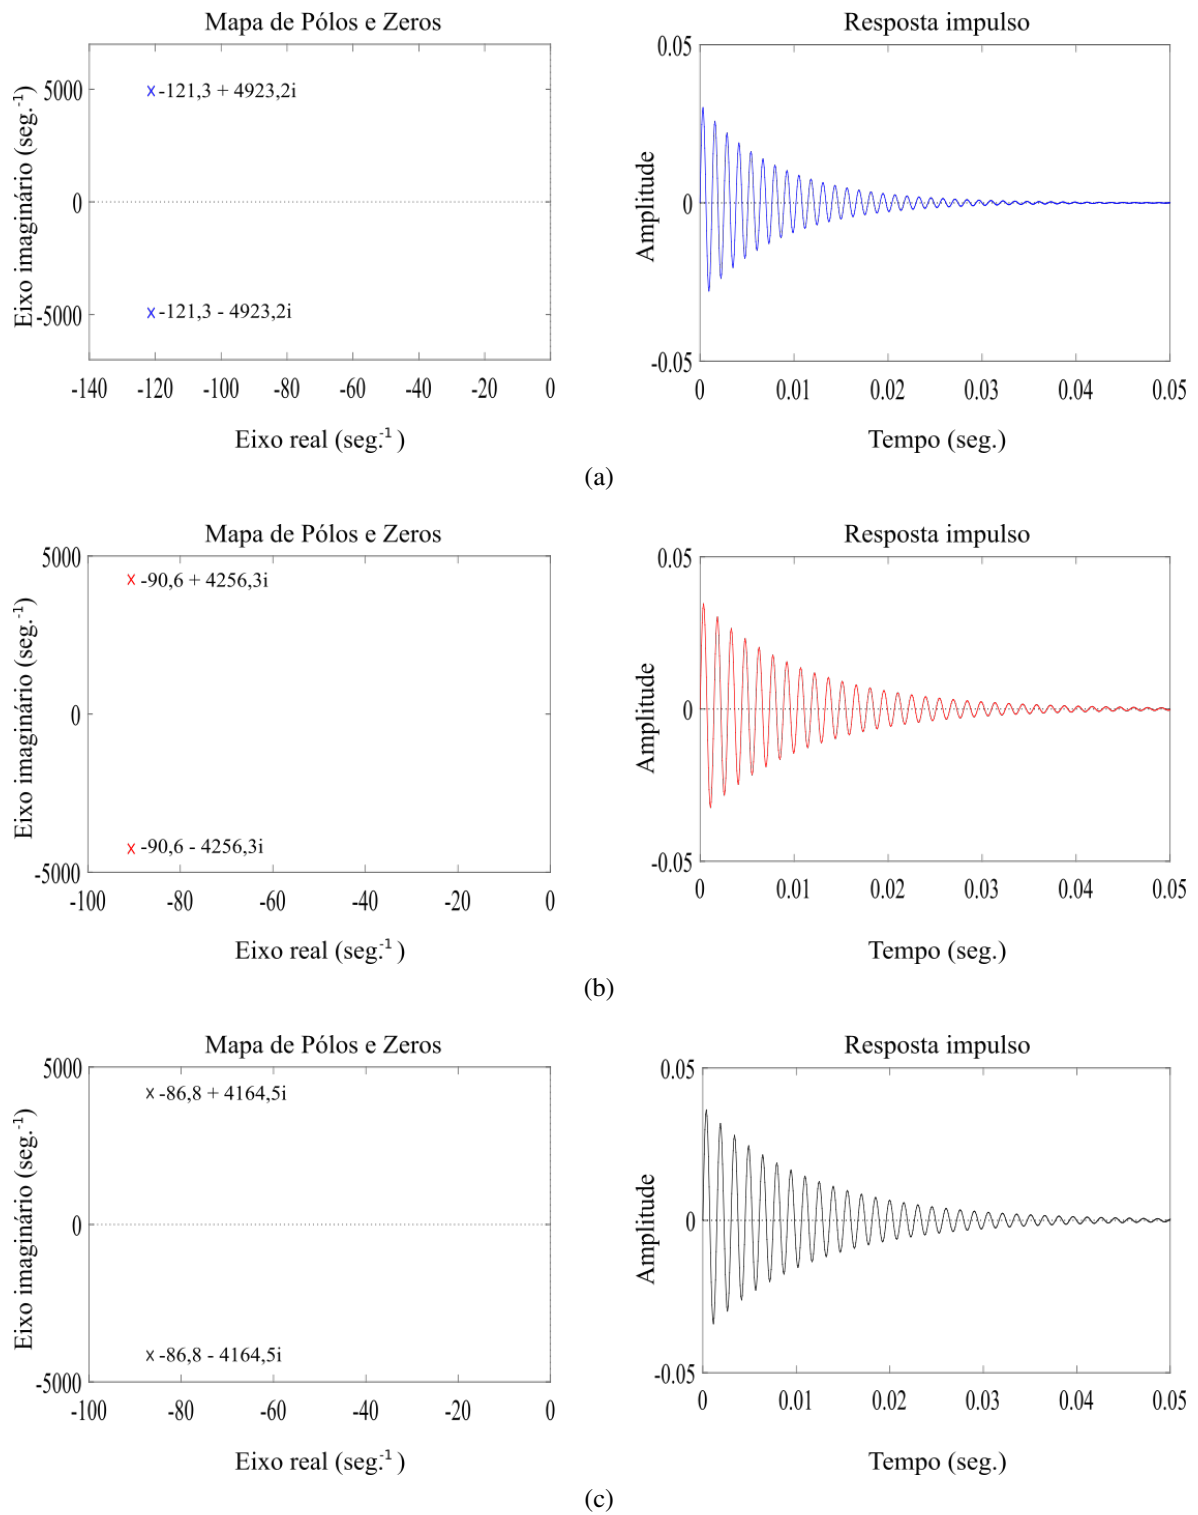 Mapa de Pólos e Zeros
Eixo imaginário (seg.⁻¹)
5000
0
-5000
x -121,3 + 4923,2i
x -121,3 - 4923,2i
-140 -120 -100 -80 -60 -40 -20 0
Eixo real (seg.⁻¹ )
Resposta impulso
Amplitude
0.05
0
-0.05
0 0.01 0.02 0.03 0.04 0.05
Tempo (seg.)
(a)
Mapa de Pólos e Zeros
Eixo imaginário (seg.⁻¹)
5000
0
-5000
x -90,6 + 4256,3i
x -90,6 - 4256,3i
-100 -80 -60 -40 -20 0
Eixo real (seg.⁻¹ )
Resposta impulso
Amplitude
0.05
0
-0.05
0 0.01 0.02 0.03 0.04 0.05
Tempo (seg.)
(b)
Mapa de Pólos e Zeros
Eixo imaginário (seg.⁻¹)
5000
0
-5000
x -86,8 + 4164,5i
x -86,8 - 4164,5i
-100 -80 -60 -40 -20 0
Eixo real (seg.⁻¹ )
Resposta impulso
Amplitude
0.05
0
-0.05
0 0.01 0.02 0.03 0.04 0.05
Tempo (seg.)
(c)